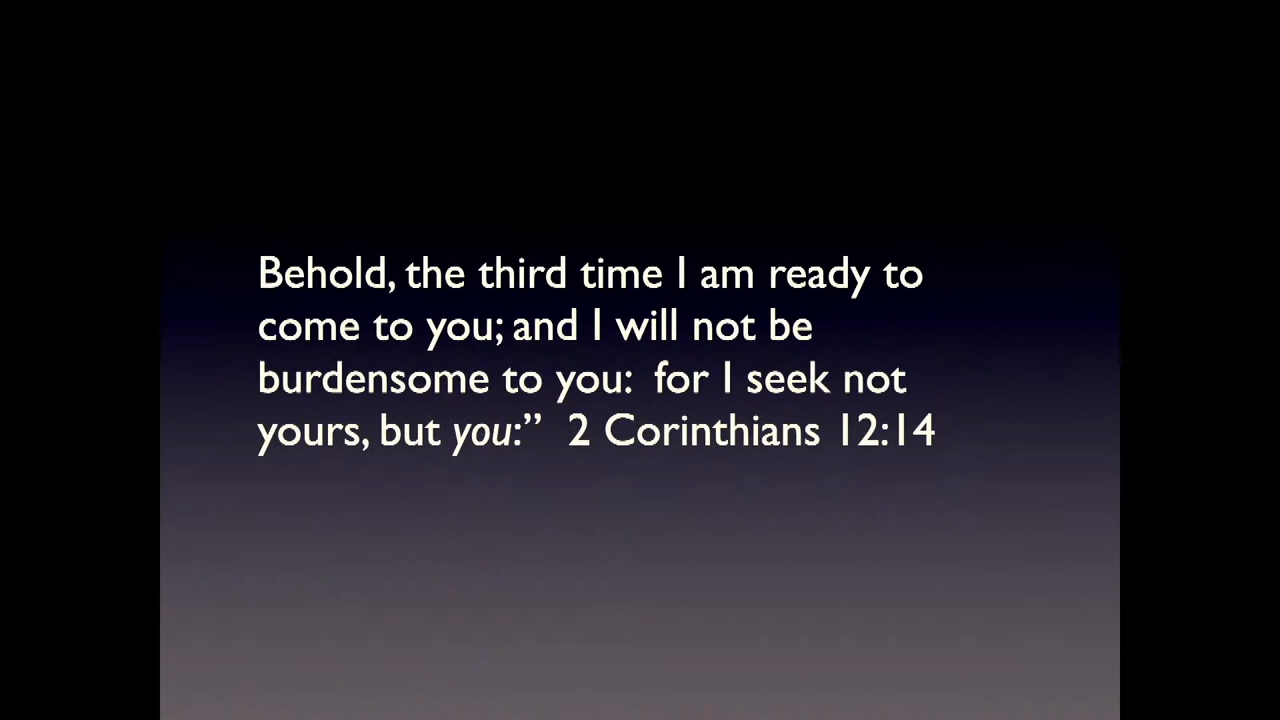 Behold, the third time I am ready to
come to you; and I will not be
burdensome to you:  for I seek not
yours, but you:”  2 Corinthians 12:14